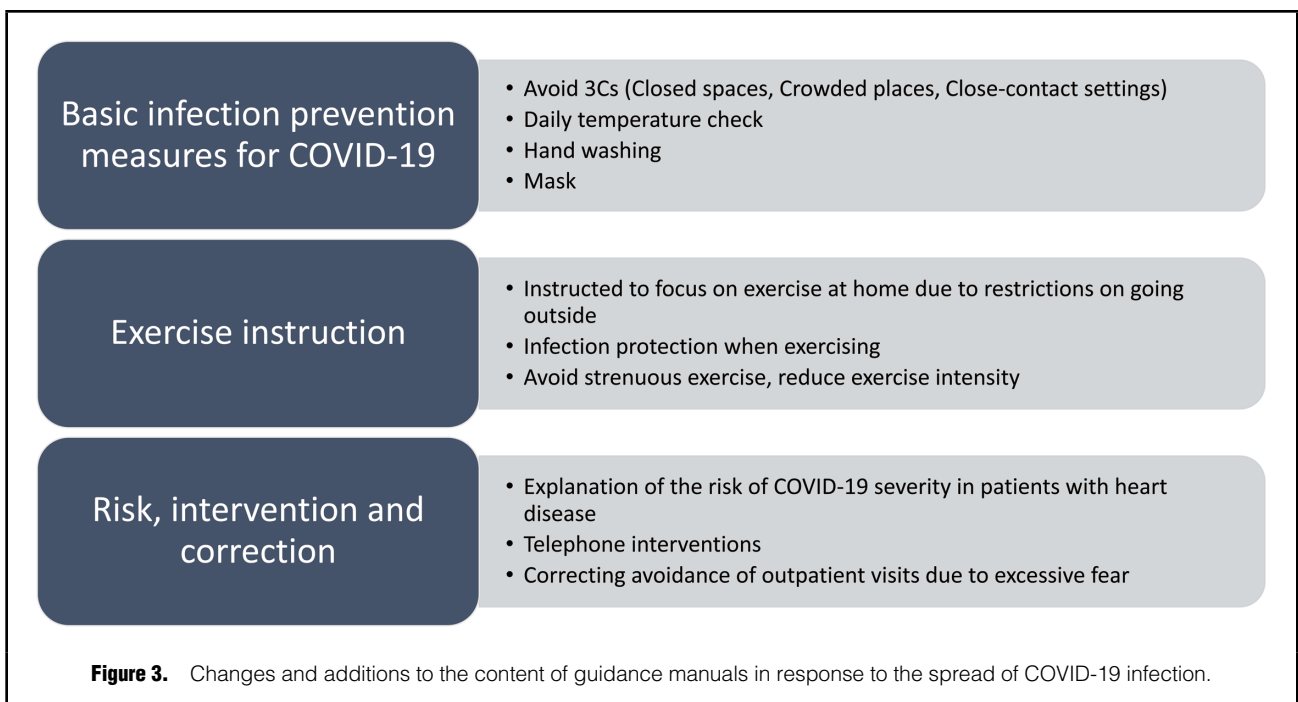 Basic infection prevention
measures for COVID-19
• Avoid 3Cs (Closed spaces, Crowded places, Close-contact settings)
• Daily temperature check
• Hand washing
• Mask
Exercise instruction
• Instructed to focus on exercise at home due to restrictions on going
outside
• Infection protection when exercising
• Avoid strenuous exercise, reduce exercise intensity
Risk, intervention and
correction
• Explanation of the risk of COVID-19 severity in patients with heart
disease
• Telephone interventions
• Correcting avoidance of outpatient visits due to excessive fear
Figure 3. Changes and additions to the content of guidance manuals in response to the spread of COVID-19 infection.